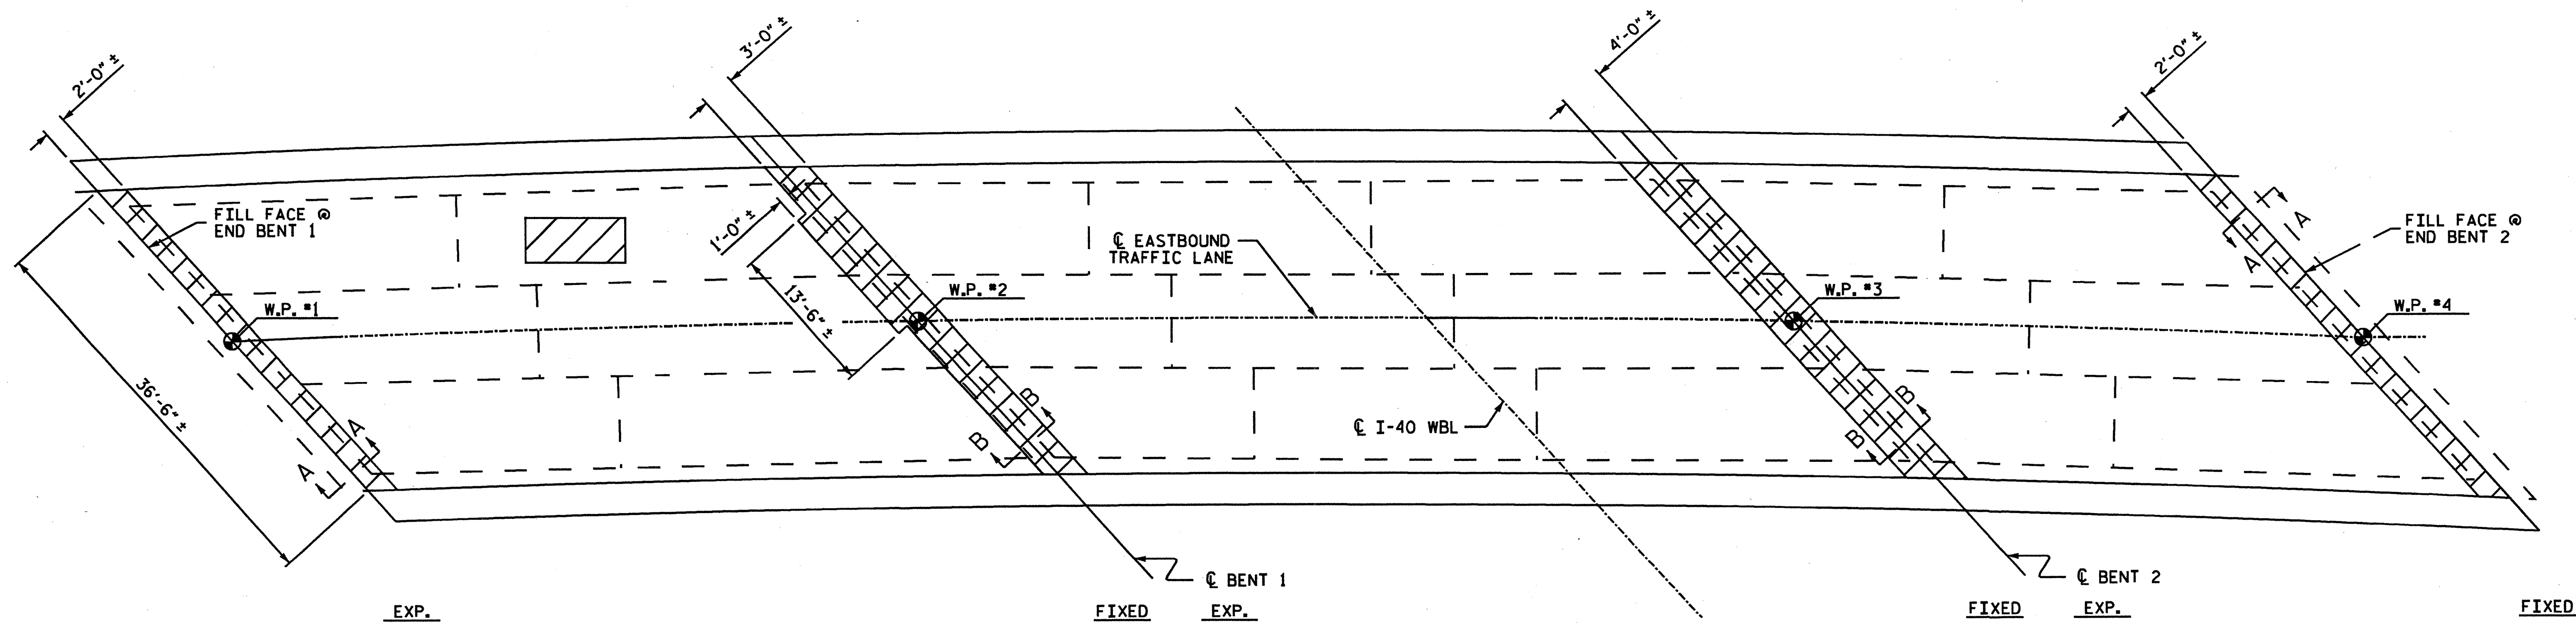 2'-0" ±
3'-0" ±
4'-0" ±
2'-0" ±
FILL FACE @
END BENT 1
1'-0" ±
℄ EASTBOUND
TRAFFIC LANE
A
A
FILL FACE @
END BENT 2
W.P. #1
13'-6" ±
W.P. #2
W.P. #3
W.P. #4
36'-6" ±
A
A
B
B
℄ I-40 WBL
B
B
℄ BENT 1
℄ BENT 2
EXP.
FIXED
EXP.
FIXED
EXP.
FIXED